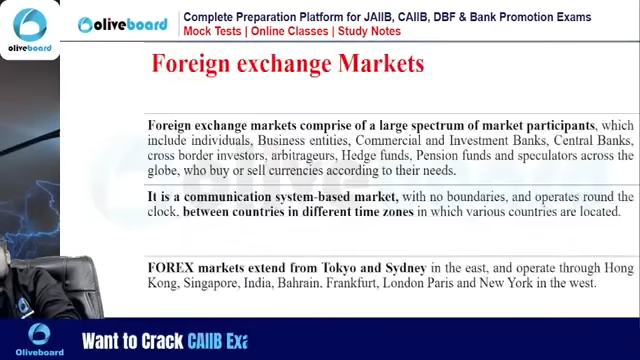 oliveboard
oliveboard
Complete Preparation Platform for JAIIB, CAIIB, DBF & Bank Promotion Exams
Mock Tests | Online Classes | Study Notes
Foreign exchange Markets
Foreign exchange markets comprise of a large spectrum of market participants, which
include individuals, Business entities, Commercial and Investment Banks, Central Banks,
cross border investors, arbitrageurs, Hedge funds, Pension funds and speculators across the
globe, who buy or sell currencies according to their needs.
It is a communication system-based market, with no boundaries, and operates round the
clock, between countries in different time zones in which various countries are located.
FOREX markets extend from Tokyo and Sydney in the east, and operate through Hong
Kong, Singapore, India, Bahrain. Frankfurt, London Paris and New York in the west.
Oliveboard
Want to Crack CAIIB Exa